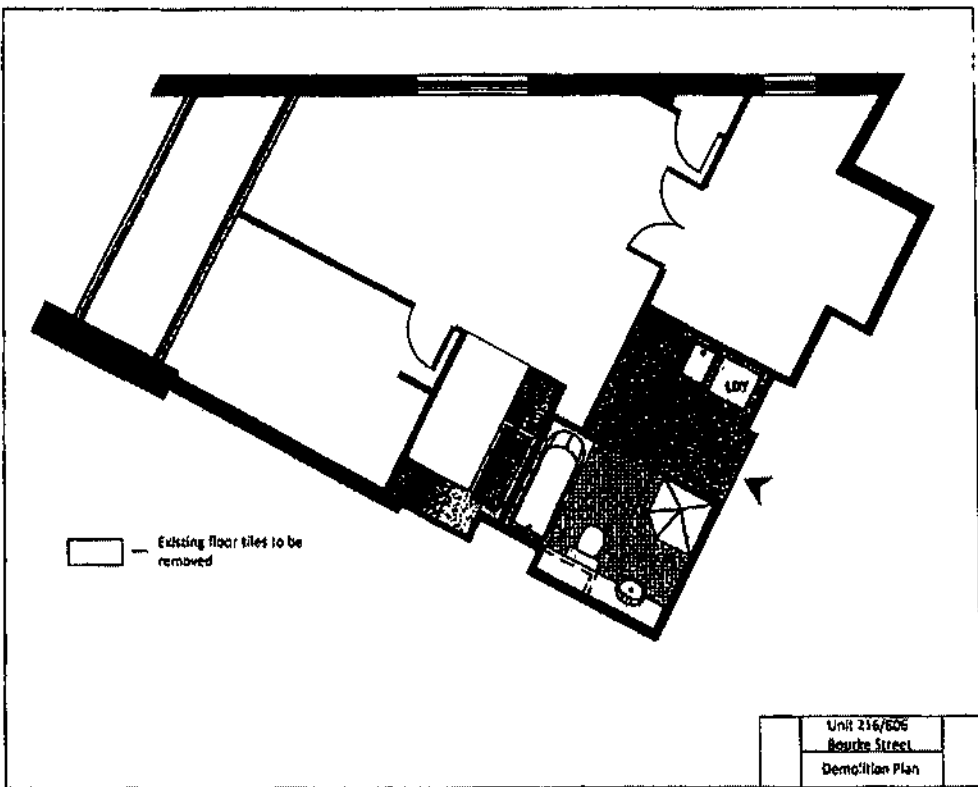 LDY
— Existing floor tiles to be
removed
Unit 216/606
Bourke Street
Demolition Plan